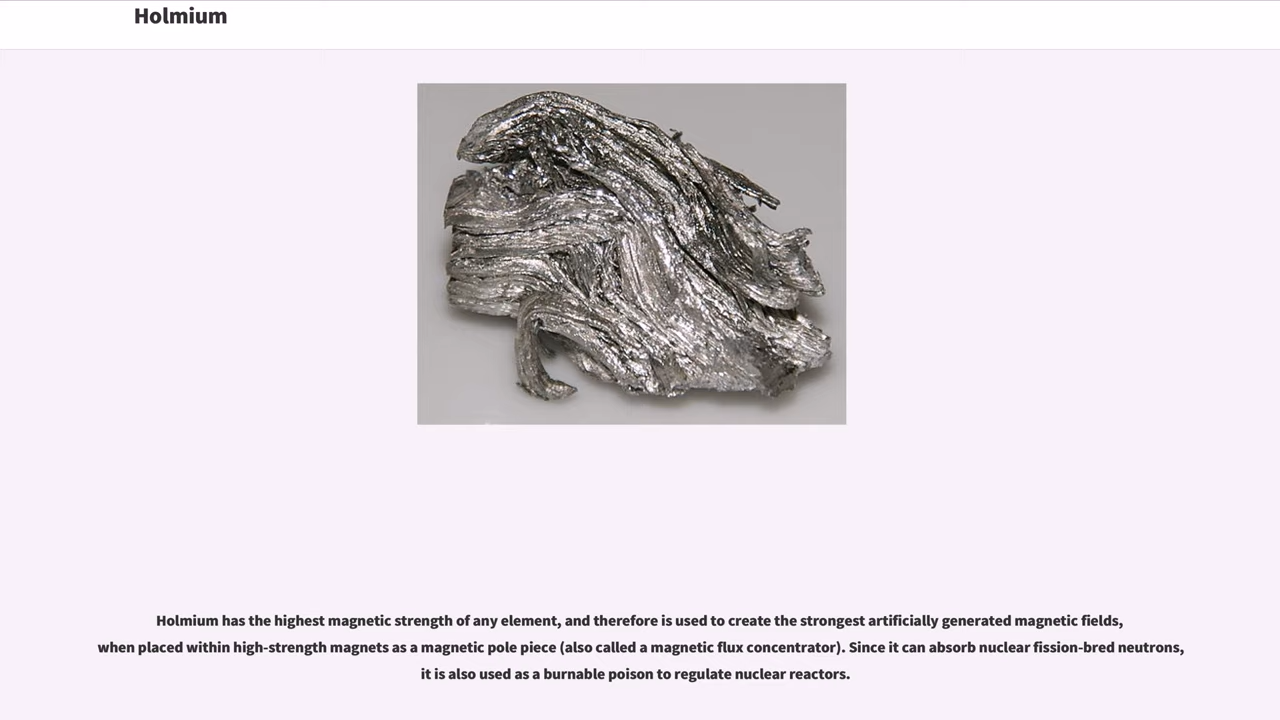 Holmium
Holmium has the highest magnetic strength of any element, and therefore is used to create the strongest artificially generated magnetic fields,
when placed within high-strength magnets as a magnetic pole piece (also called a magnetic flux concentrator). Since it can absorb nuclear fission-bred neutrons,
it is also used as a burnable poison to regulate nuclear reactors.